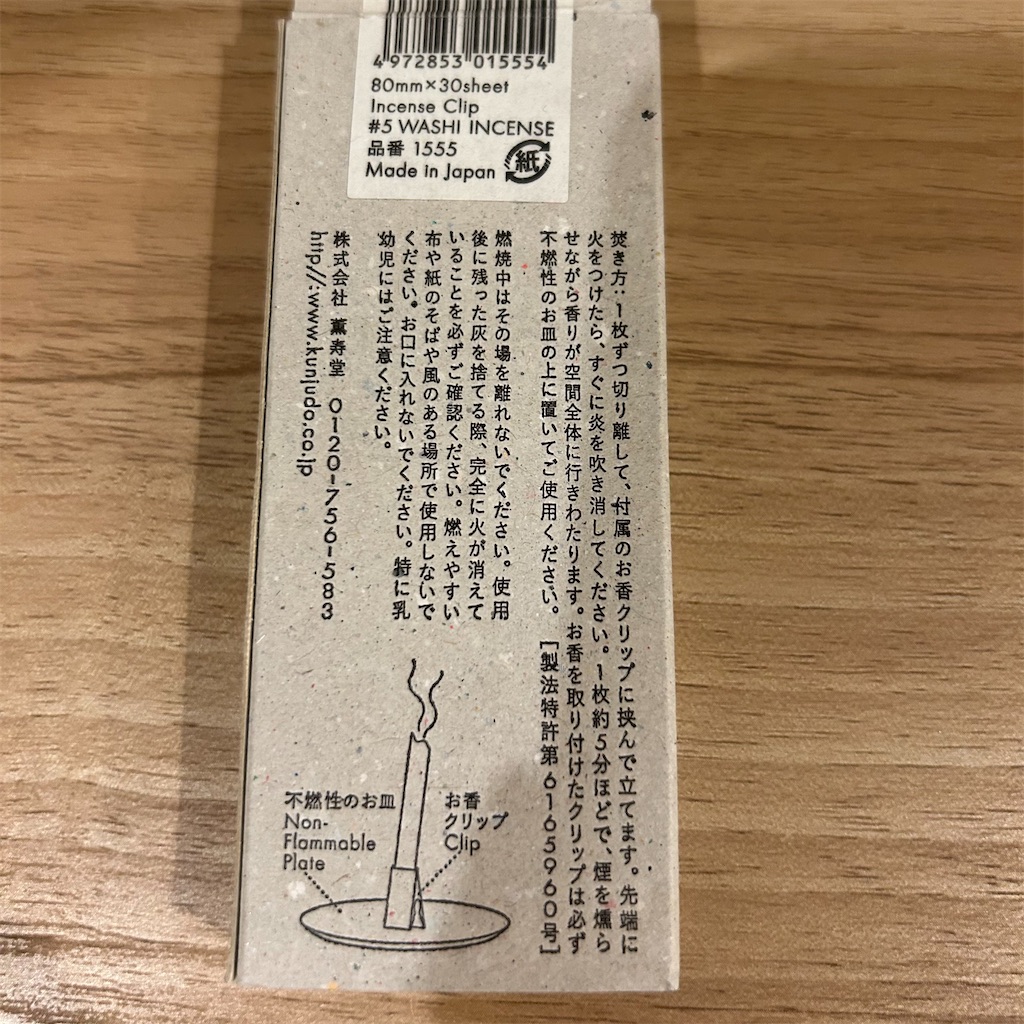 4 972853 015554
80mm×30sheet
Incense Clip
#5 WASHI INCENSE
品番 1555
Made in Japan
紙
焚き方：1枚ずつ切り離して、付属のお香クリップに挟んで立てます。先端に
火をつけたら、すぐに炎を吹き消してください。1枚約5分ほどで、煙を燻ら
せながら香りが空間全体に行きわたります。お香を取り付けたクリップは必ず
不燃性のお皿の上に置いてご使用ください。［製法特許第6165960号］
燃焼中はその場を離れないでください。使用
後に残った灰を捨てる際、完全に火が消えて
いることを必ずご確認ください。燃えやすい
布や紙のそばや風のある場所で使用しないで
ください。お口に入れないでください。特に乳
幼児にはご注意ください。
株式会社 薫寿堂 0120-756-583
http//:www.kunjudo.co.jp
不燃性のお皿
Non-
Flammable
Plate
お香
クリップ
Clip